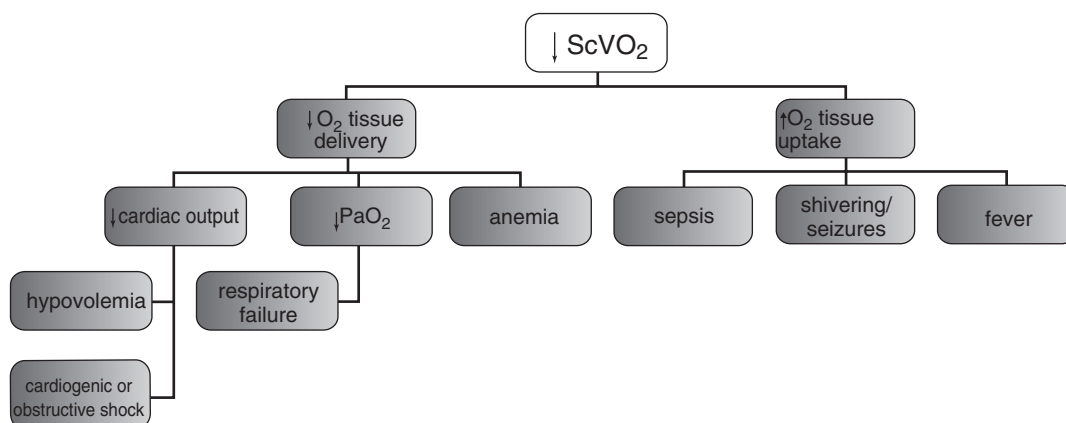 ↓ ScVO₂
↓O₂ tissue
delivery
↑O₂ tissue
uptake
↓cardiac output
↓PaO₂
anemia
sepsis
shivering/
seizures
fever
hypovolemia
respiratory
failure
cardiogenic or
obstructive shock